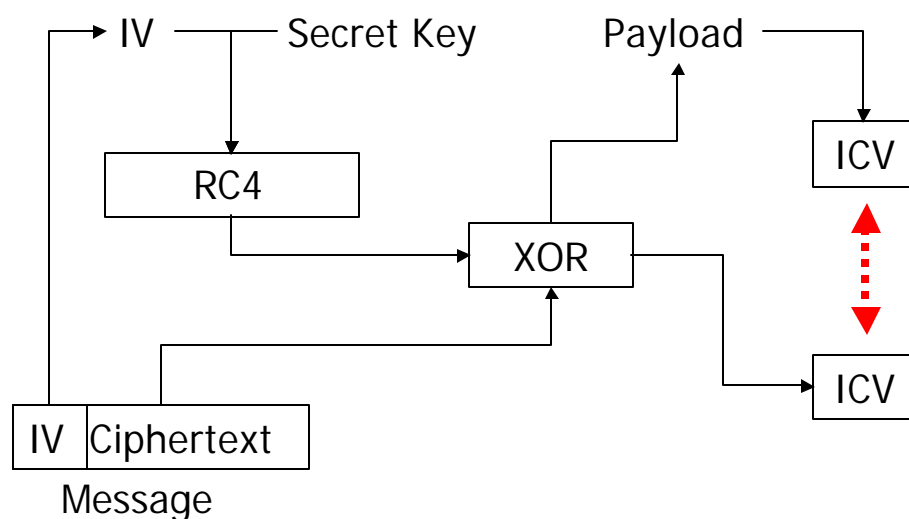 IV Secret Key Payload
ICV
RC4
XOR
ICV
IV Ciphertext
Message